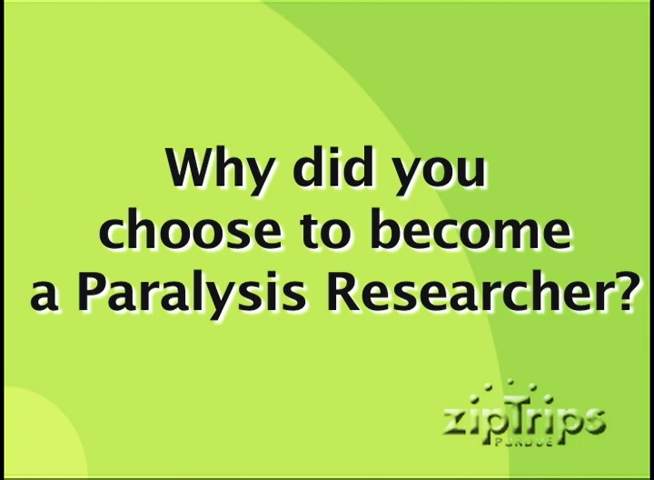 Why did you
choose to become
a Paralysis Researcher?
zipTrips
PURDUE